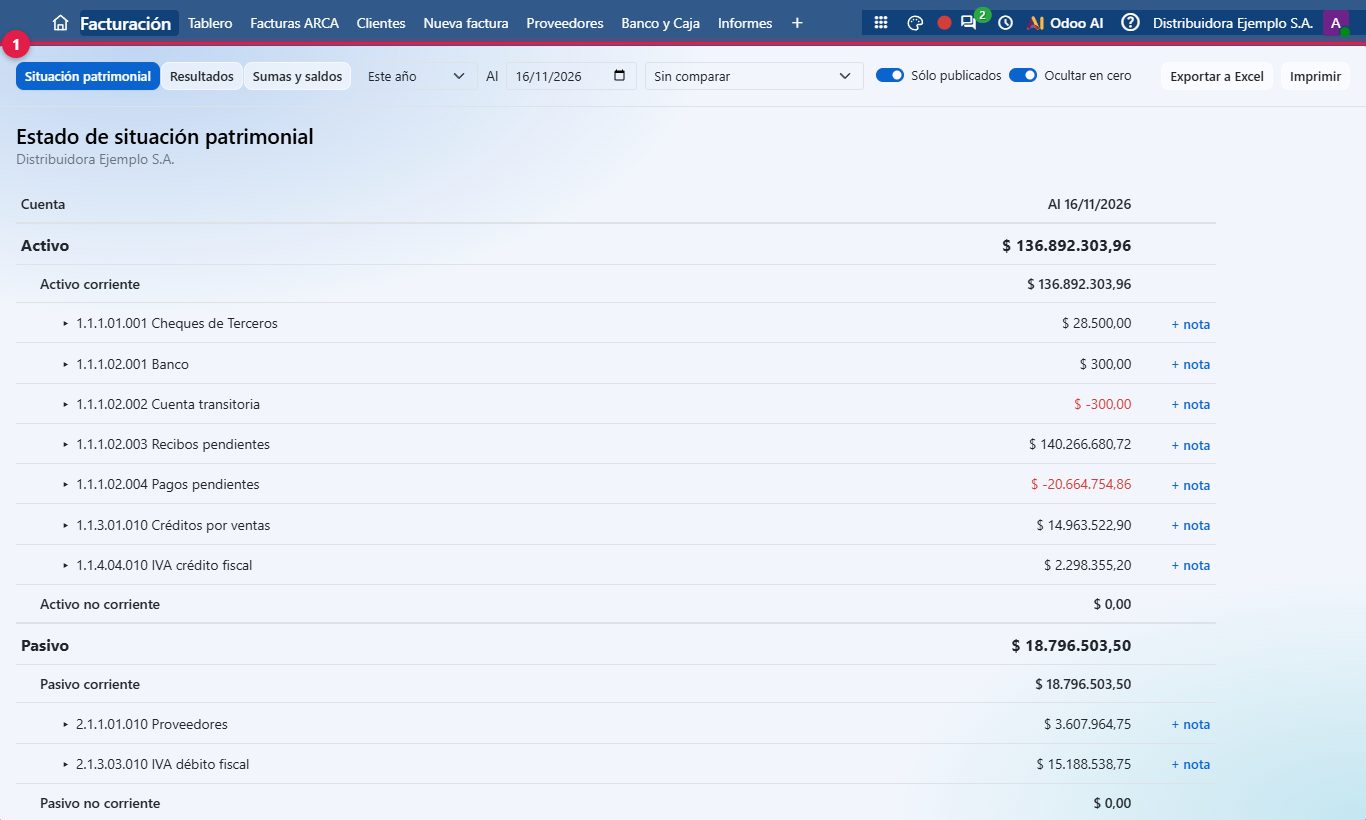 Facturación Tablero Facturas ARCA Clientes Nueva factura Proveedores Banco y Caja Informes + 2 Odoo AI Distribuidora Ejemplo S.A. A
1
Situación patrimonial Resultados Sumas y saldos Este año Al 16/11/2026 Sin comparar Sólo publicados Ocultar en cero Exportar a Excel Imprimir
Estado de situación patrimonial
Distribuidora Ejemplo S.A.
Cuenta Al 16/11/2026
Activo $ 136.892.303,96
Activo corriente $ 136.892.303,96
1.1.1.01.001 Cheques de Terceros $ 28.500,00 + nota
1.1.1.02.001 Banco $ 300,00 + nota
1.1.1.02.002 Cuenta transitoria $ -300,00 + nota
1.1.1.02.003 Recibos pendientes $ 140.266.680,72 + nota
1.1.1.02.004 Pagos pendientes $ -20.664.754,86 + nota
1.1.3.01.010 Créditos por ventas $ 14.963.522,90 + nota
1.1.4.04.010 IVA crédito fiscal $ 2.298.355,20 + nota
Activo no corriente $ 0,00
Pasivo $ 18.796.503,50
Pasivo corriente $ 18.796.503,50
2.1.1.01.010 Proveedores $ 3.607.964,75 + nota
2.1.3.03.010 IVA débito fiscal $ 15.188.538,75 + nota
Pasivo no corriente $ 0,00